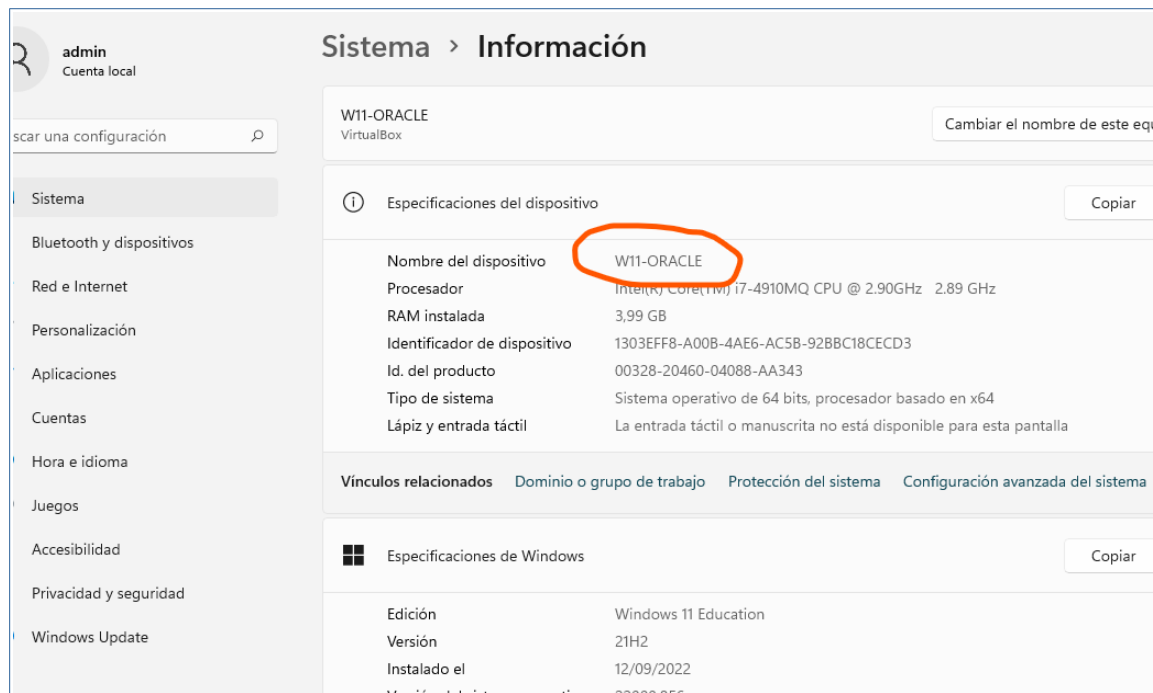 admin
Cuenta local
scar una configuración
Sistema
Bluetooth y dispositivos
Red e Internet
Personalización
Aplicaciones
Cuentas
Hora e idioma
Juegos
Accesibilidad
Privacidad y seguridad
Windows Update
Sistema > Información
W11-ORACLE
VirtualBox
Cambiar el nombre de este equ
Especificaciones del dispositivo
Copiar
Nombre del dispositivo W11-ORACLE
Procesador Intel(R) Core(TM) i7-4910MQ CPU @ 2.90GHz 2.89 GHz
RAM instalada 3,99 GB
Identificador de dispositivo 1303EFF8-A00B-4AE6-AC5B-92BBC18CECD3
Id. del producto 00328-20460-04088-AA343
Tipo de sistema Sistema operativo de 64 bits, procesador basado en x64
Lápiz y entrada táctil La entrada táctil o manuscrita no está disponible para esta pantalla
Vínculos relacionados Dominio o grupo de trabajo Protección del sistema Configuración avanzada del sistema
Especificaciones de Windows
Copiar
Edición Windows 11 Education
Versión 21H2
Instalado el 12/09/2022